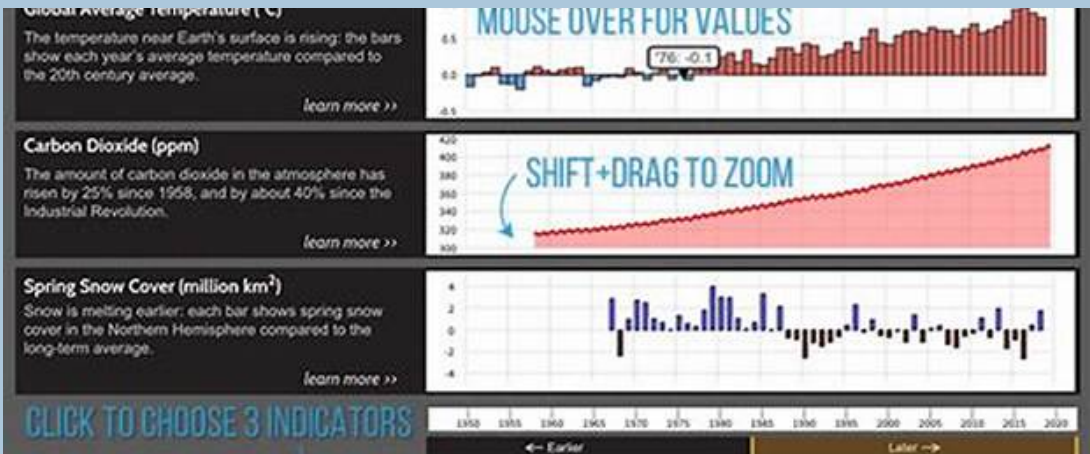 Global Average Temperature (°C)
The temperature near Earth's surface is rising: the bars
show each year's average temperature compared to
the 20th century average.
learn more >>
MOUSE OVER FOR VALUES
0.5
0.0
-0.5
'76: -0.1
Carbon Dioxide (ppm)
The amount of carbon dioxide in the atmosphere has
risen by 25% since 1958, and by about 40% since the
Industrial Revolution.
learn more >>
420
400
380
360
340
320
300
SHIFT+DRAG TO ZOOM
Spring Snow Cover (million km²)
Snow is melting earlier: each bar shows spring snow
cover in the Northern Hemisphere compared to the
long-term average.
learn more >>
4
2
0
-2
-4
CLICK TO CHOOSE 3 INDICATORS
1950 1955 1960 1965 1970 1975 1980 1985 1990 1995 2000 2005 2010 2015 2020
<- Earlier Later ->